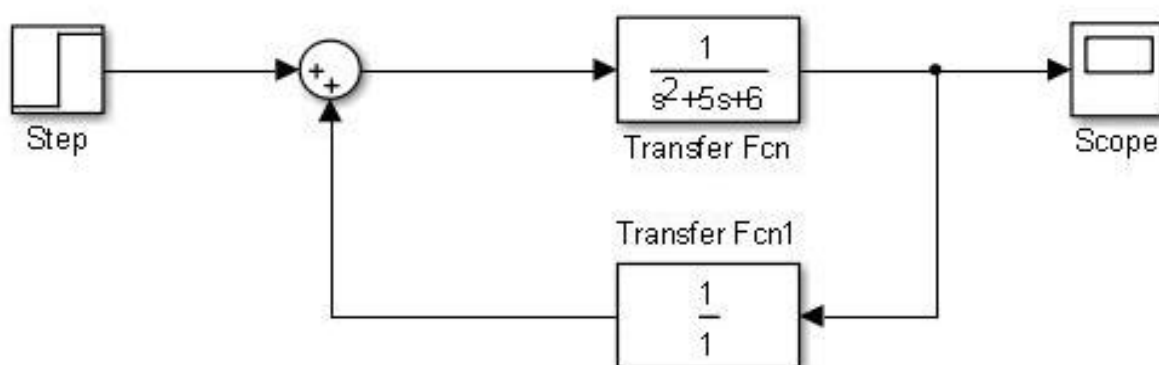 Step
+
+
1
s²+5s+6
Transfer Fcn
Scope
Transfer Fcn1
1
1